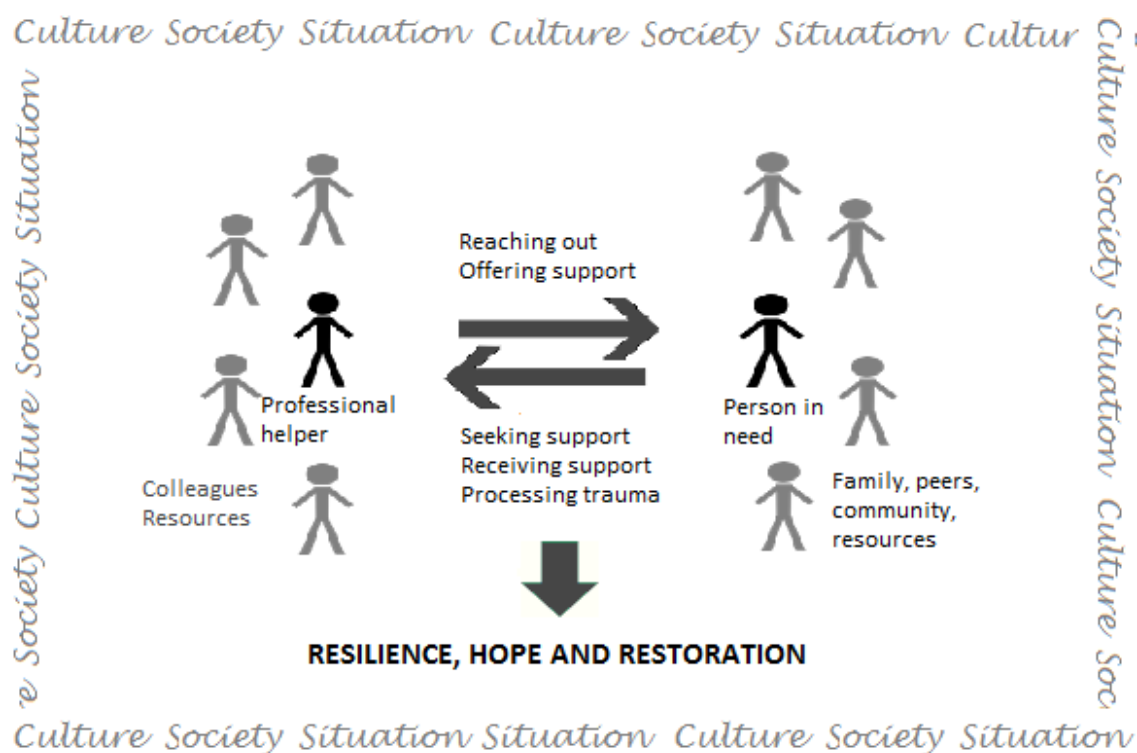 Culture Society Situation Culture Society Situation Cultur
Culture Society Situation Culture Soc
e Society Culture Society Situation
Reaching out
Offering support
Professional
helper
Person in
need
Seeking support
Receiving support
Processing trauma
Colleagues
Resources
Family, peers,
community,
resources
RESILIENCE, HOPE AND RESTORATION
Culture Society Situation Situation Culture Society Situation